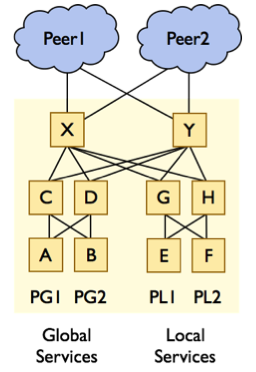 Peer1 Peer2
X Y
C D G H
A B E F
PG1 PG2 PL1 PL2
Global Local
Services Services